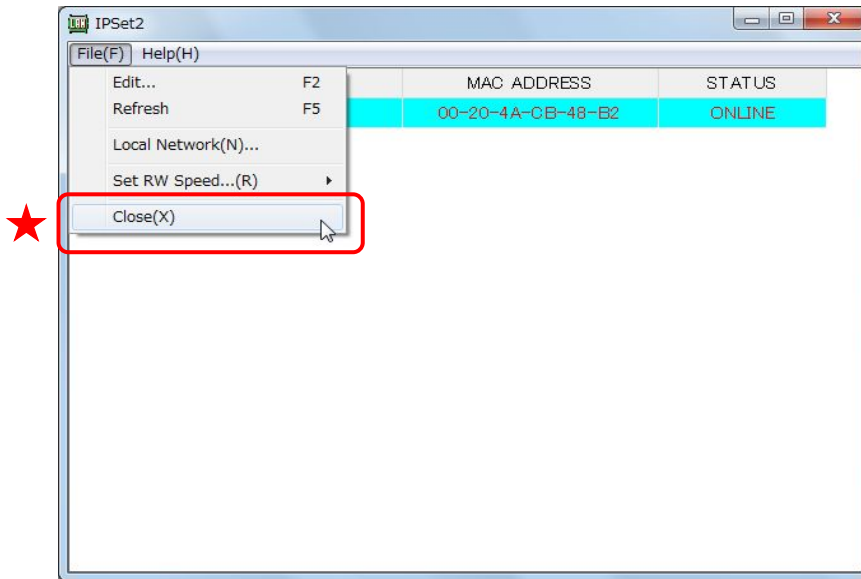 IPSet2
File(F) Help(H)
MAC ADDRESS STATUS
00-20-4A-CB-48-B2 ONLINE
Edit... F2
Refresh F5
Local Network(N)...
Set RW Speed...(R)
Close(X)